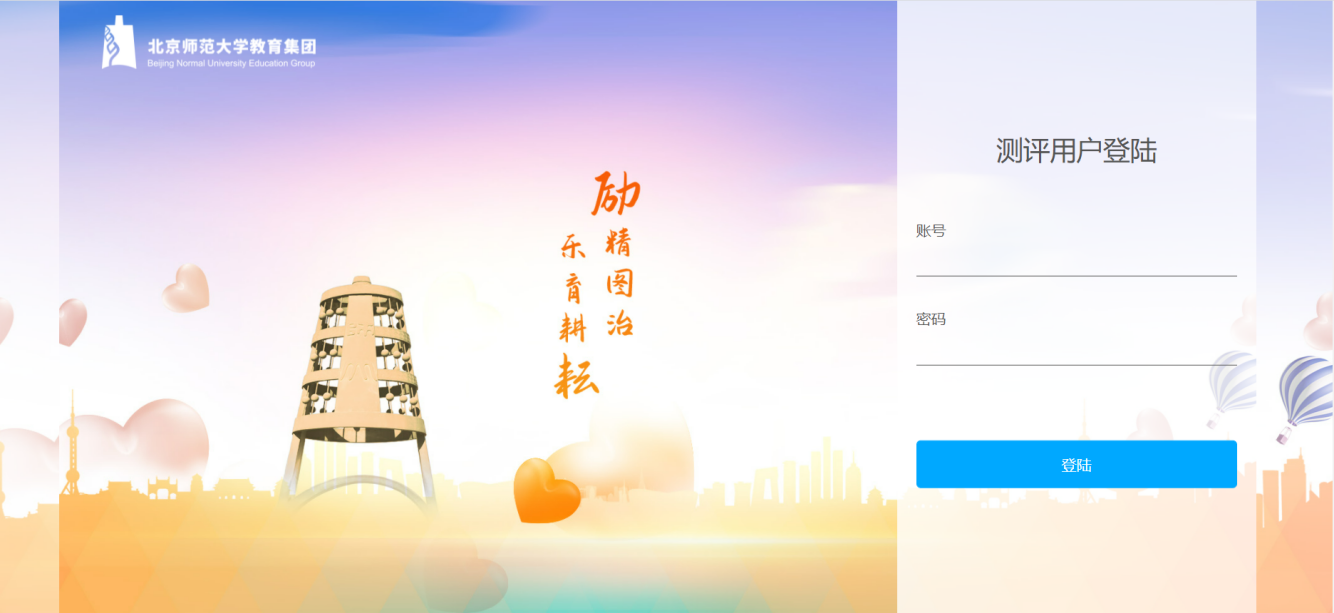 北京师范大学教育集团
Beijing Normal University Education Group
励精图治
乐育耕耘
测评用户登陆
账号
密码
登陆